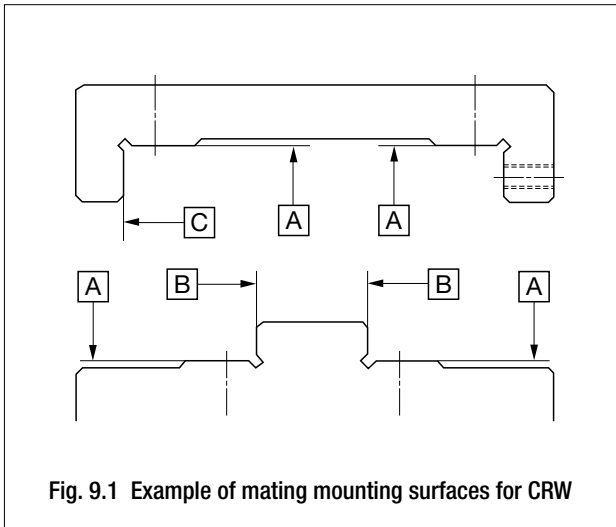 C A A
A B B A
Fig. 9.1 Example of mating mounting surfaces for CRW